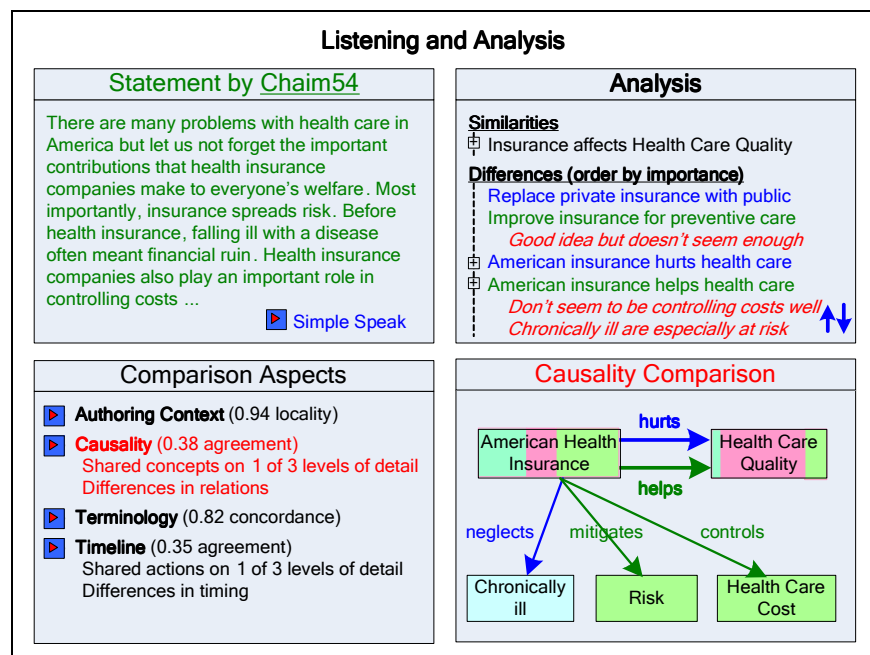 Listening and Analysis
Statement by Chaim54
There are many problems with health care in
America but let us not forget the important
contributions that health insurance
companies make to everyone's welfare. Most
importantly, insurance spreads risk. Before
health insurance, falling ill with a disease
often meant financial ruin. Health insurance
companies also play an important role in
controlling costs ...
Simple Speak
Analysis
Similarities
Insurance affects Health Care Quality
Differences (order by importance)
Replace private insurance with public
Improve insurance for preventive care
Good idea but doesn't seem enough
American insurance hurts health care
American insurance helps health care
Don't seem to be controlling costs well
Chronically ill are especially at risk
Comparison Aspects
Authoring Context (0.94 locality)
Causality (0.38 agreement)
Shared concepts on 1 of 3 levels of detail
Differences in relations
Terminology (0.82 concordance)
Timeline (0.35 agreement)
Shared actions on 1 of 3 levels of detail
Differences in timing
Causality Comparison
American Health
Insurance
hurts
helps
Health Care
Quality
neglects
mitigates
controls
Chronically
ill
Risk
Health Care
Cost